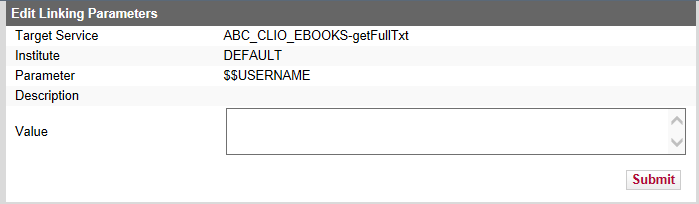 Edit Linking Parameters
Target Service ABC_CLIO_EBOOKS-getFullTxt
Institute DEFAULT
Parameter $$USERNAME
Description
Value
Submit